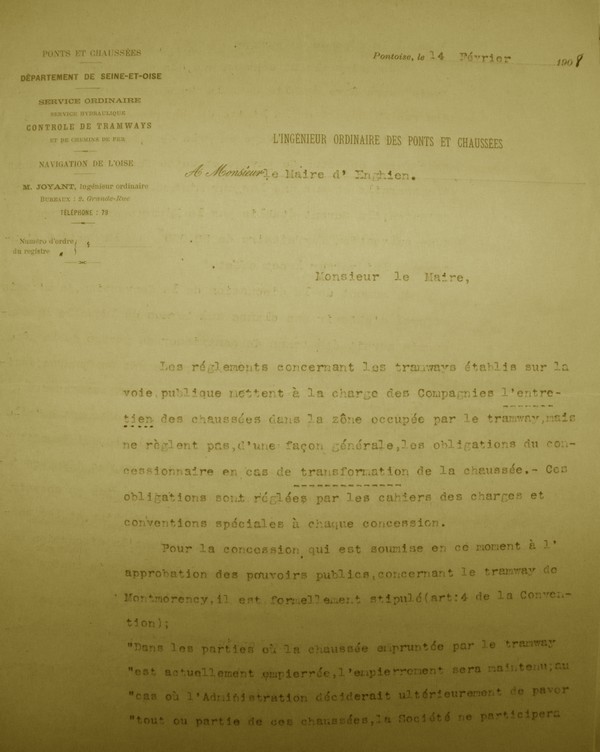 PONTS ET CHAUSSÉES
DÉPARTEMENT DE SEINE-ET-OISE
SERVICE ORDINAIRE
SERVICE HYDRAULIQUE
CONTROLE DE TRAMWAYS
ET DE CHEMINS DE FER
NAVIGATION DE L'OISE
M. JOYANT, Ingénieur ordinaire
BUREAUX : 2, Grande-Rue
TÉLÉPHONE : 79
Numéro d'ordre
du registre
Pontoise, le 14 Février 1908
L'INGÉNIEUR ORDINAIRE DES PONTS ET CHAUSSÉES
A Monsieur le Maire d' Enghien.
Monsieur le Maire,
Les réglements concernant les tramways établis sur la
voie publique mettent à la charge des Compagnies l'entre-
tien des chaussées dans la zône occupée par le tramway,mais
ne règlent pas,d'une façon générale,les obligations du con-
cessionnaire en cas de transformation de la chaussée.- Ces
obligations sont réglées par les cahiers des charges et
conventions spéciales à chaque concession.
Pour la concession qui est soumise en ce moment à l'
approbation des pouvoirs publics,concernant le tramway de
Montmorency,il est formellement stipulé(art:4 de la Conven-
tion);
"Dans les parties où la chaussée empruntée par le tramway
"est actuellement empierrée,l'empierrement sera maintenu;au
"cas où l'Administration déciderait ultérieurement de paver
"tout ou partie de ces chaussées,la Société ne participera